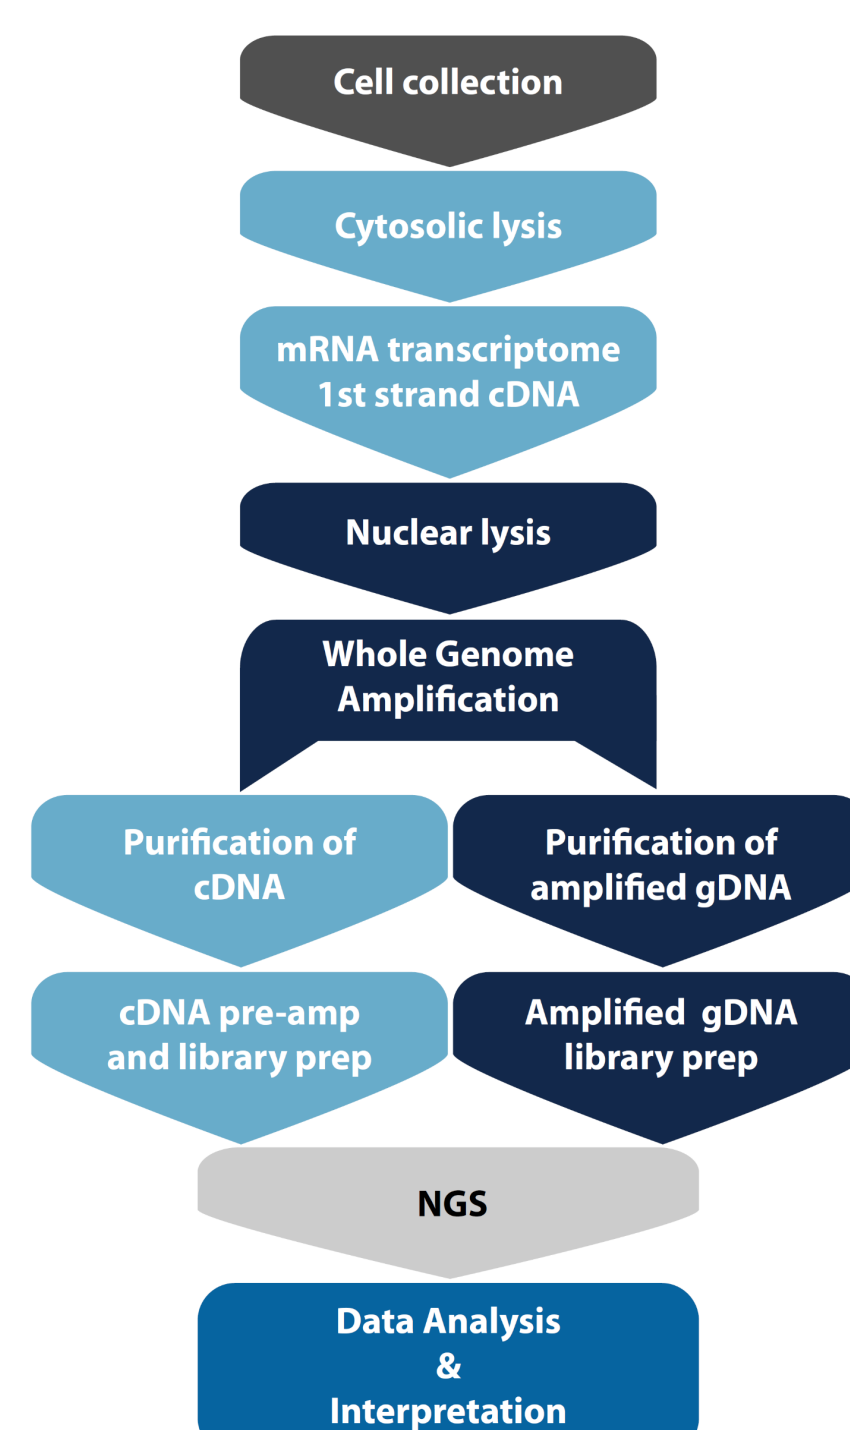 Cell collection
Cytosolic lysis
mRNA transcriptome
1st strand cDNA
Nuclear lysis
Whole Genome
Amplification
Purification of
cDNA
Purification of
amplified gDNA
cDNA pre-amp
and library prep
Amplified gDNA
library prep
NGS
Data Analysis
&
Interpretation